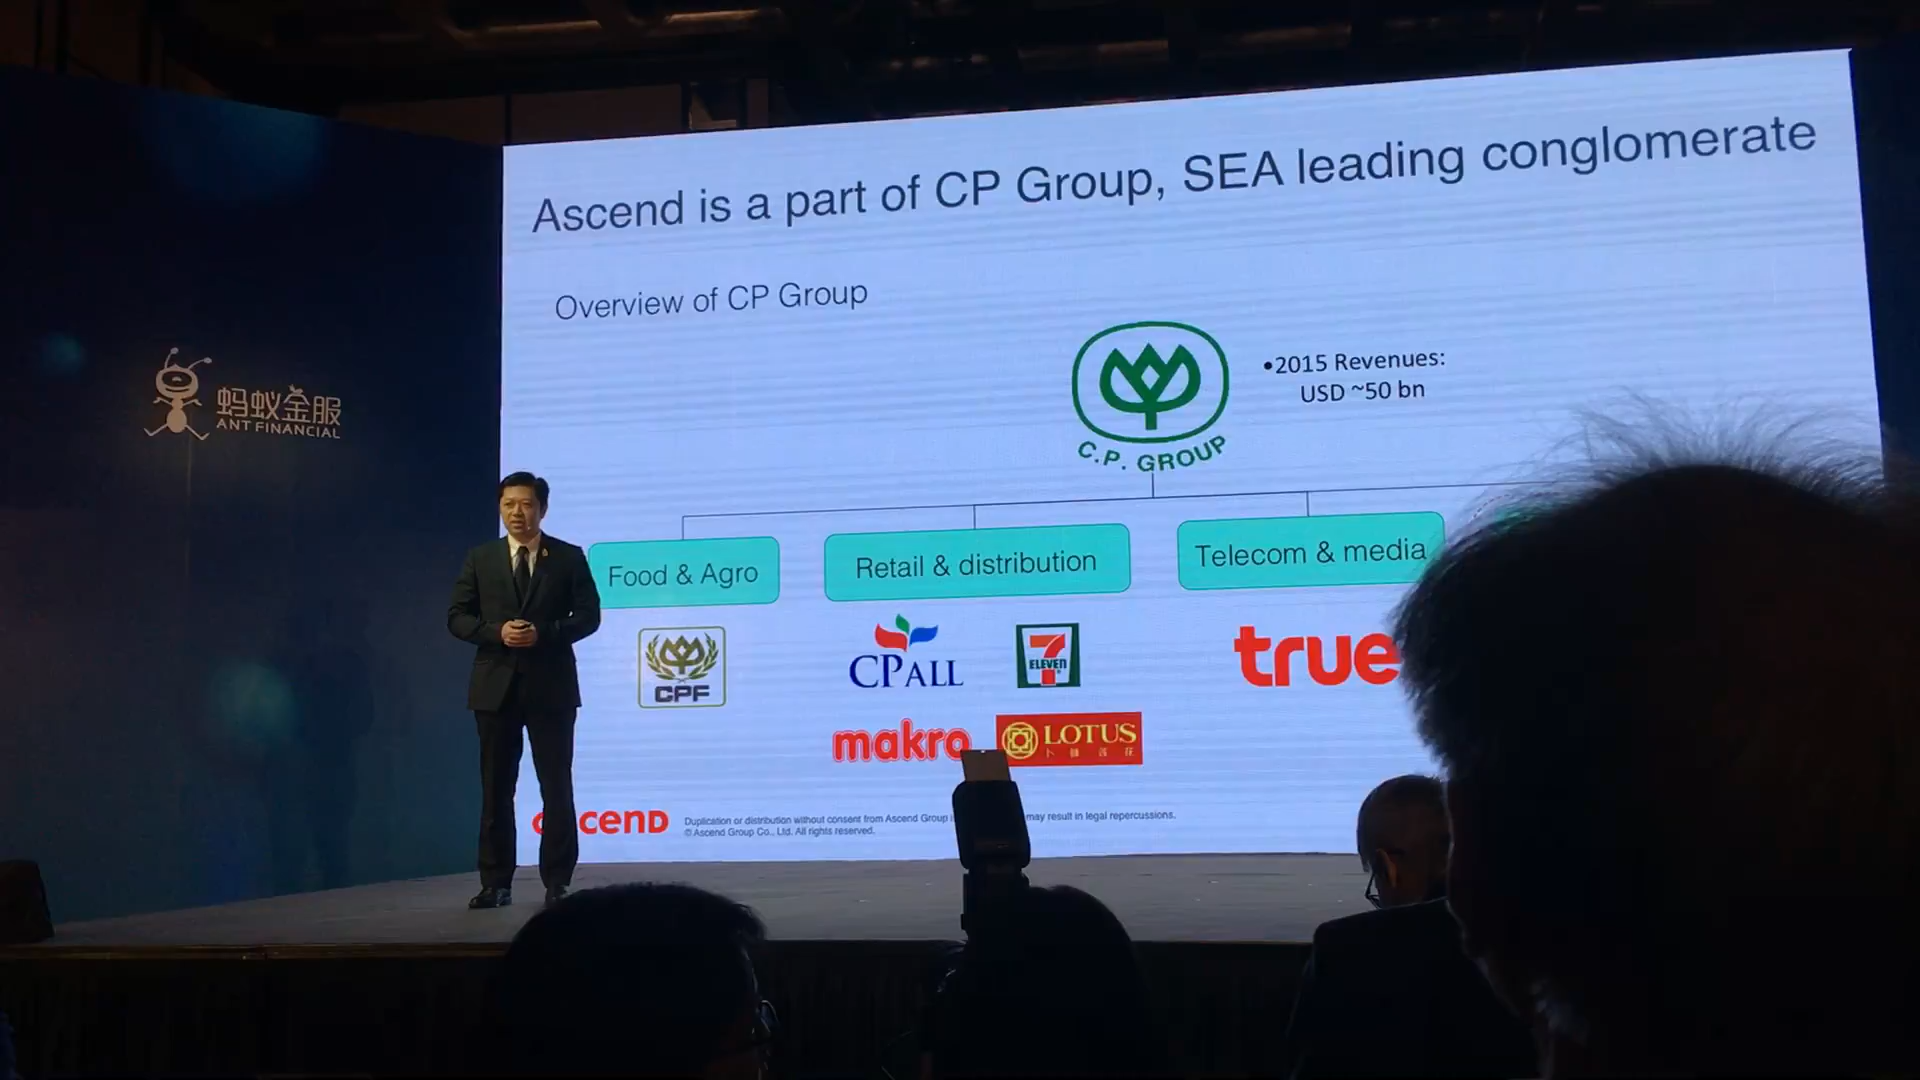 Ascend is a part of CP Group, SEA leading conglomerate
Overview of CP Group
C.P. GROUP
•2015 Revenues:
USD ~50 bn
蚂蚁金服
ANT FINANCIAL
Food & Agro
Retail & distribution
Telecom & media
CPF
CPALL
7
ELEVEN
true
makro
LOTUS
cend
Duplication or distribution without consent from Ascend Group
may result in legal repercussions.
© Ascend Group Co., Ltd. All rights reserved.